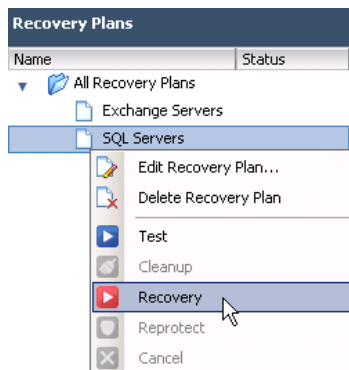 Recovery Plans
Name Status
All Recovery Plans
Exchange Servers
SQL Servers
Edit Recovery Plan...
Delete Recovery Plan
Test
Cleanup
Recovery
Reprotect
Cancel